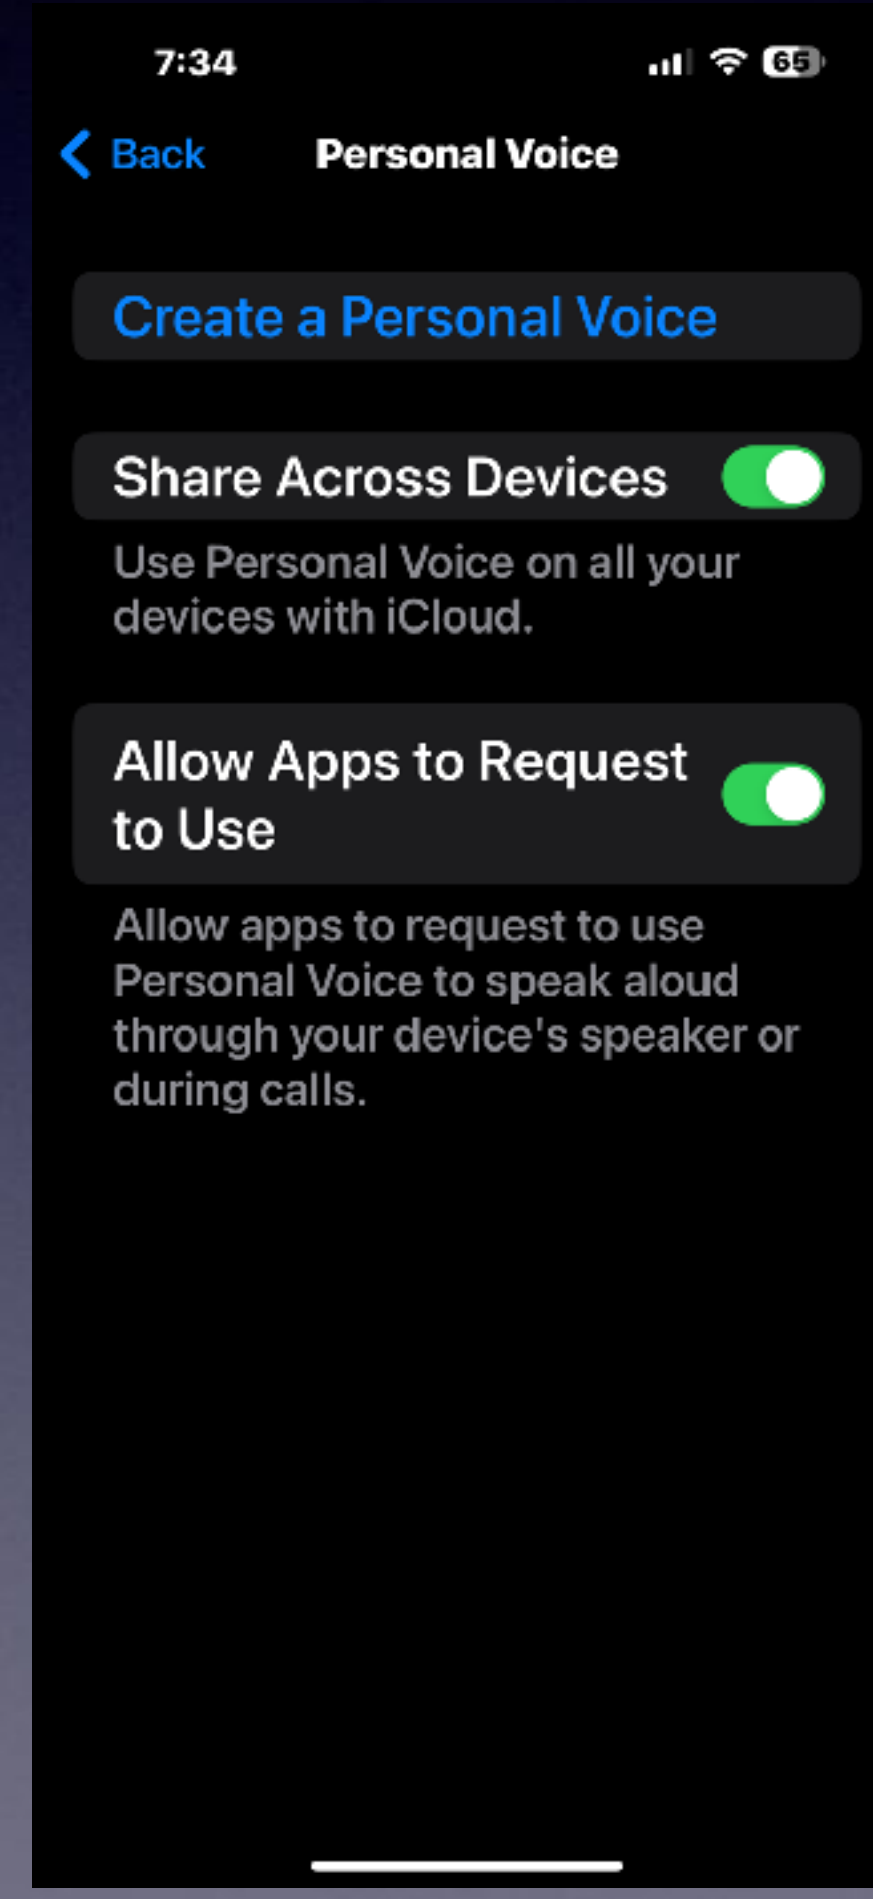 7:34
65
Back
Personal Voice
Create a Personal Voice
Share Across Devices
Use Personal Voice on all your
devices with iCloud.
Allow Apps to Request
to Use
Allow apps to request to use
Personal Voice to speak aloud
through your device's speaker or
during calls.